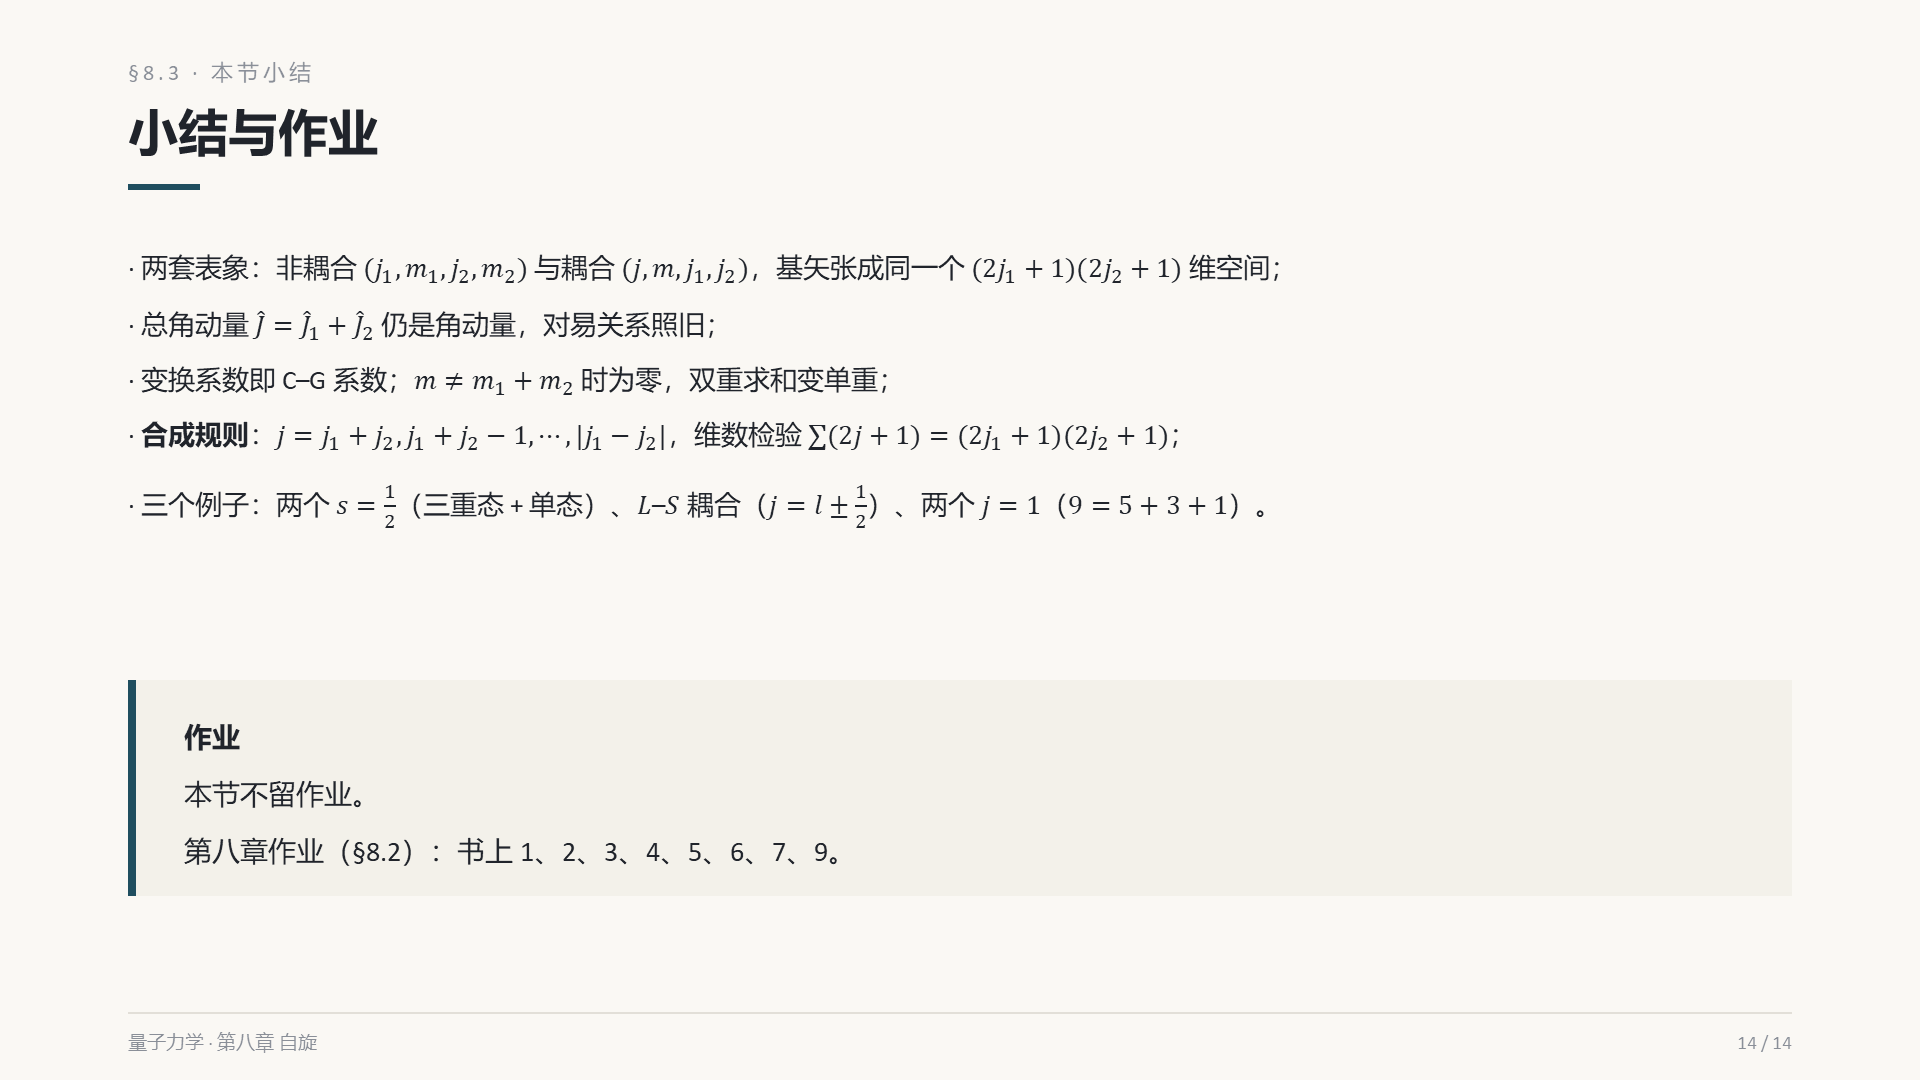 §8.3 · 本节小结
小结与作业
· 两套表象：非耦合 (j₁, m₁, j₂, m₂) 与耦合 (j, m, j₁, j₂)，基矢张成同一个 (2j₁ + 1)(2j₂ + 1) 维空间；
· 总角动量 Ĵ = Ĵ₁ + Ĵ₂ 仍是角动量，对易关系照旧；
· 变换系数即 C–G 系数；m ≠ m₁ + m₂ 时为零，双重求和变单重；
· 合成规则：j = j₁ + j₂, j₁ + j₂ − 1, ⋯ , |j₁ − j₂|，维数检验 ∑(2j + 1) = (2j₁ + 1)(2j₂ + 1)；
· 三个例子：两个 s = 1/2（三重态 + 单态）、L–S 耦合（j = l ± 1/2）、两个 j = 1（9 = 5 + 3 + 1）。
作业
本节不留作业。
第八章作业（§8.2）：书上 1、2、3、4、5、6、7、9。
量子力学 · 第八章 自旋
14 / 14